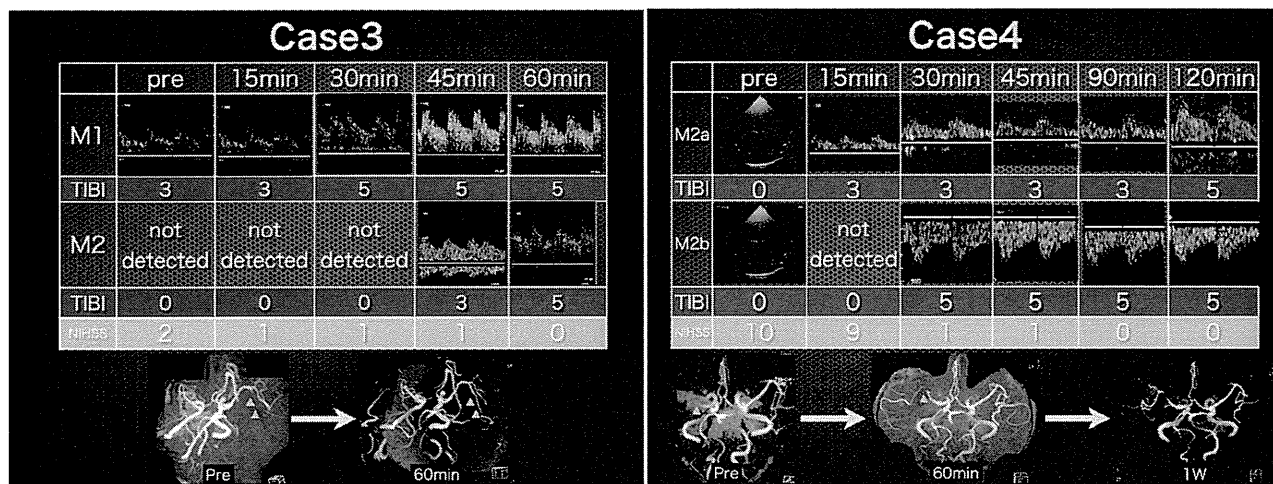 Case3
pre 15min 30min 45min 60min
M1
TIBI 3 3 5 5 5
M2 not detected not detected not detected
TIBI 0 0 0 3 5
NIHSS 2 1 1 1 0
Pre 60min
Case4
pre 15min 30min 45min 90min 120min
M2a
TIBI 0 3 3 3 3 5
M2b not detected
TIBI 0 0 5 5 5 5
NIHSS 10 9 1 1 0 0
Pre 60min 1W